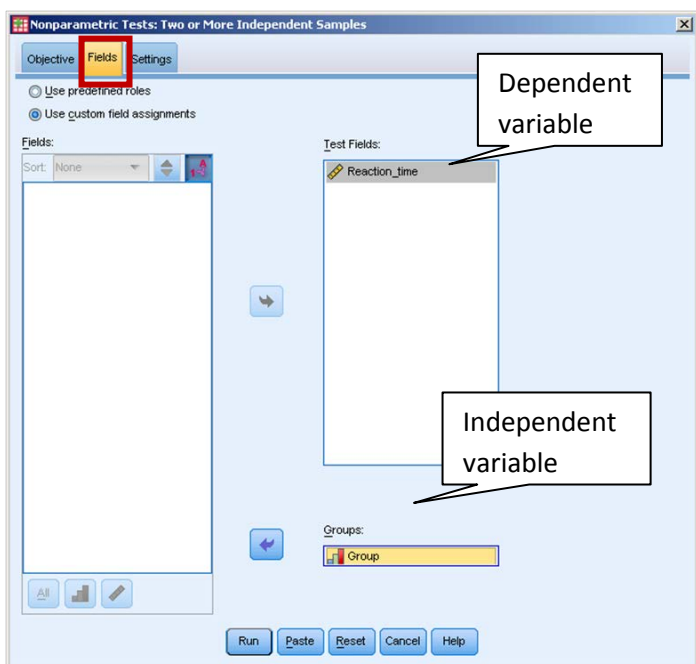 Nonparametric Tests: Two or More Independent Samples
Objective Fields Settings
Use predefined roles
Use custom field assignments
Dependent
variable
Fields:
Sort: None
Test Fields:
Reaction_time
Independent
variable
Groups:
Group
All
Run Paste Reset Cancel Help